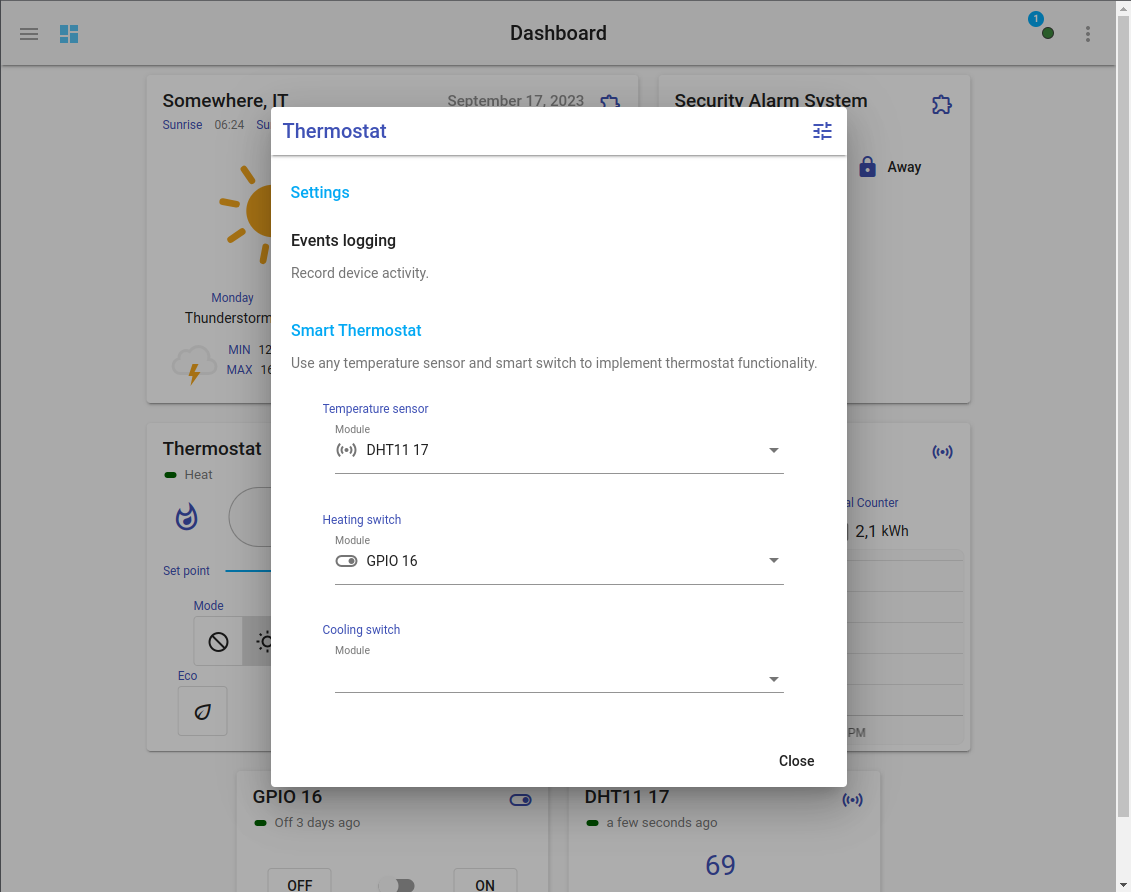 Dashboard
1
Somewhere, IT
September 17, 2023
Sunrise 06:24
Monday
Thunderstorm
MIN 12
MAX 16
Security Alarm System
Away
Thermostat
Settings
Events logging
Record device activity.
Smart Thermostat
Use any temperature sensor and smart switch to implement thermostat functionality.
Temperature sensor
Module
DHT11 17
Heating switch
Module
GPIO 16
Cooling switch
Module
Close
Thermostat
Heat
Set point
Mode
Eco
al Counter
2,1 kWh
PM
GPIO 16
Off 3 days ago
OFF
ON
DHT11 17
a few seconds ago
69